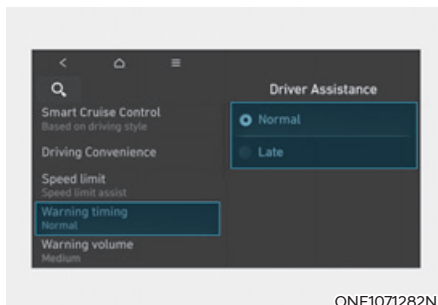 Driver Assistance
Smart Cruise Control
Based on driving style
Driving Convenience
Speed limit
Speed limit assist
Warning timing
Normal
Warning volume
Medium
Normal
Late
ONE1071282N